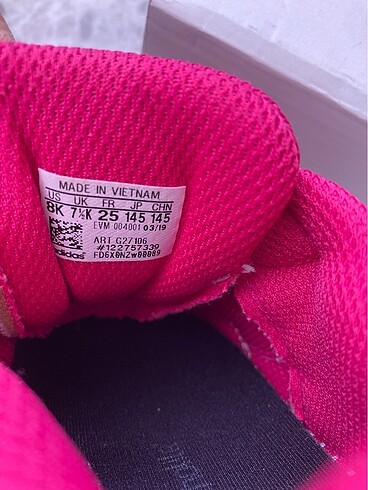 MADE IN VIETNAM
US UK FR JP CHN
8K 7½K 25 145 145
EVM 004001 03/19
ART G27106
#122757339
adidas FD6X0N2w00089